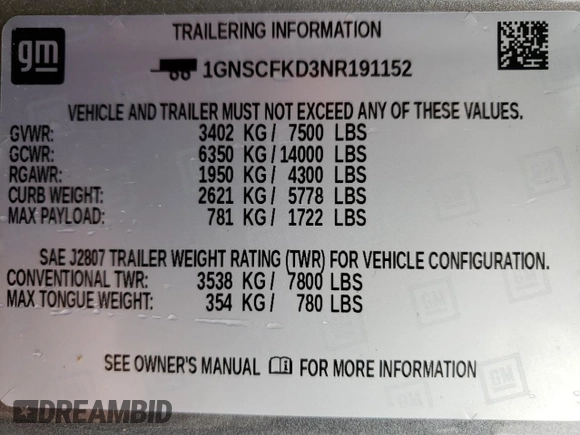 gm
TRAILERING INFORMATION
1GNSCFKD3NR191152
VEHICLE AND TRAILER MUST NOT EXCEED ANY OF THESE VALUES.
GVWR: 3402 KG / 7500 LBS
GCWR: 6350 KG / 14000 LBS
RGAWR: 1950 KG / 4300 LBS
CURB WEIGHT: 2621 KG / 5778 LBS
MAX PAYLOAD: 781 KG / 1722 LBS
SAE J2807 TRAILER WEIGHT RATING (TWR) FOR VEHICLE CONFIGURATION.
CONVENTIONAL TWR: 3538 KG / 7800 LBS
MAX TONGUE WEIGHT: 354 KG / 780 LBS
SEE OWNER'S MANUAL FOR MORE INFORMATION
DREAMBID